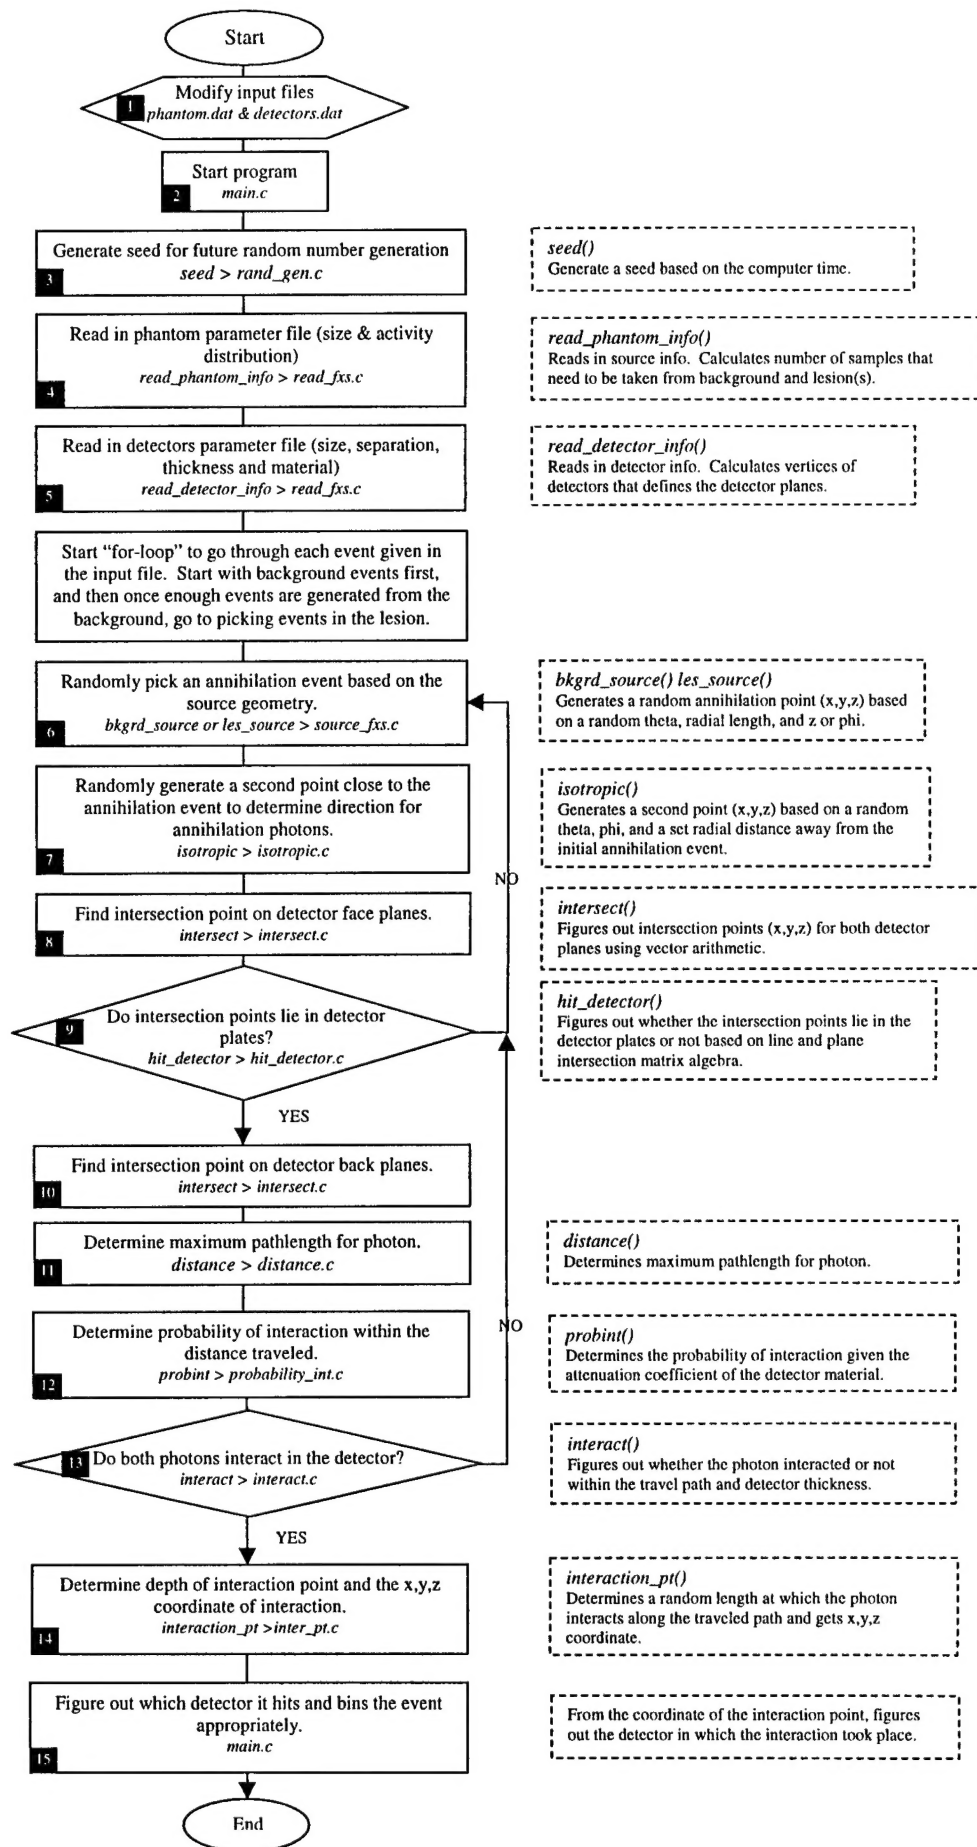 Start
Modify input files
1
phantom.dat & detectors.dat
Start program
main.c
2
Generate seed for future random number generation
seed > rand_gen.c
3
seed()
Generate a seed based on the computer time.
Read in phantom parameter file (size & activity
distribution)
read_phantom_info > read_fxs.c
4
read_phantom_info()
Reads in source info. Calculates number of samples that
need to be taken from background and lesion(s).
Read in detectors parameter file (size, separation,
thickness and material)
read_detector_info > read_fxs.c
5
read_detector_info()
Reads in detector info. Calculates vertices of
detectors that defines the detector planes.
Start “for-loop” to go through each event given in
the input file. Start with background events first,
and then once enough events are generated from the
background, go to picking events in the lesion.
Randomly pick an annihilation event based on the
source geometry.
bkgrd_source or les_source > source_fxs.c
6
bkgrd_source() les_source()
Generates a random annihilation point (x,y,z) based
on a random theta, radial length, and z or phi.
Randomly generate a second point close to the
annihilation event to determine direction for
annihilation photons.
isotropic > isotropic.c
7
isotropic()
Generates a second point (x,y,z) based on a random
theta, phi, and a set radial distance away from the
initial annihilation event.
NO
Find intersection point on detector face planes.
intersect > intersect.c
8
intersect()
Figures out intersection points (x,y,z) for both detector
planes using vector arithmetic.
9
Do intersection points lie in detector
plates?
hit_detector > hit_detector.c
hit_detector()
Figures out whether the intersection points lie in the
detector plates or not based on line and plane
intersection matrix algebra.
YES
Find intersection point on detector back planes.
intersect > intersect.c
10
Determine maximum pathlength for photon.
distance > distance.c
11
distance()
Determines maximum pathlength for photon.
NO
Determine probability of interaction within the
distance traveled.
probint > probability_int.c
12
probint()
Determines the probability of interaction given the
attenuation coefficient of the detector material.
13
Do both photons interact in the detector?
interact > interact.c
interact()
Figures out whether the photon interacted or not
within the travel path and detector thickness.
YES
Determine depth of interaction point and the x,y,z
coordinate of interaction.
interaction_pt >inter_pt.c
14
interaction_pt()
Determines a random length at which the photon
interacts along the traveled path and gets x,y,z
coordinate.
Figure out which detector it hits and bins the event
appropriately.
main.c
15
From the coordinate of the interaction point, figures
out the detector in which the interaction took place.
End